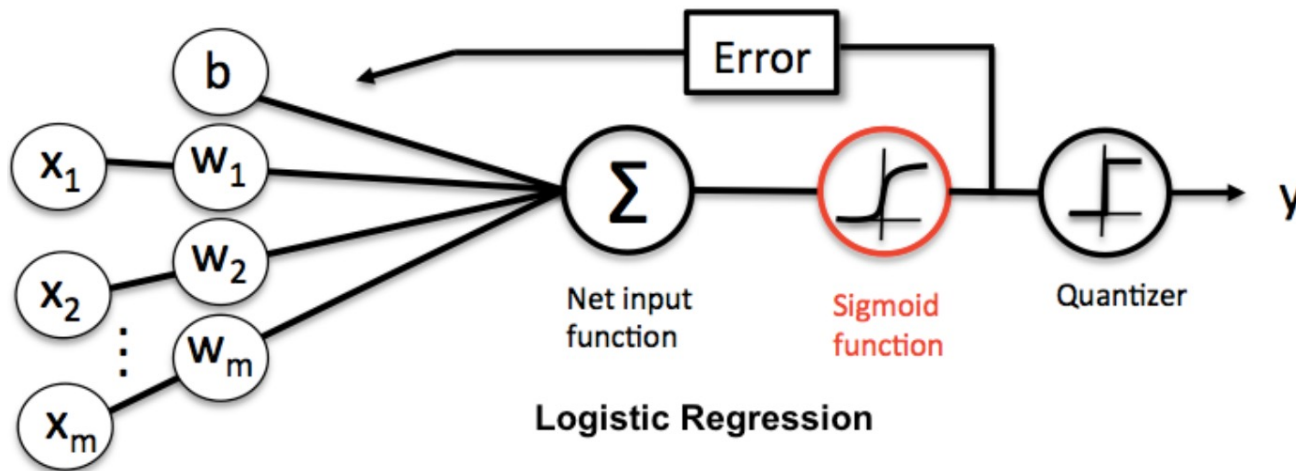 b
Error
x₁
w₁
Σ
y
x₂
w₂
Net input
function
Sigmoid
function
Quantizer
⋮
wₘ
xₘ
Logistic Regression